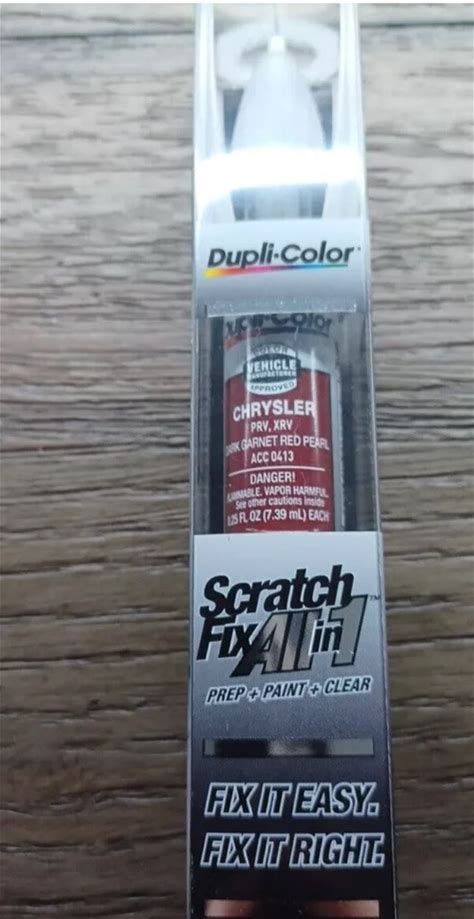 Dupli-Color
Dupli-Color
COLOR
VEHICLE
MANUFACTURER
APPROVED
CHRYSLER
PRV, XRV
DARK GARNET RED PEARL
ACC 0413
DANGER!
FLAMMABLE. VAPOR HARMFUL.
See other cautions inside!
0.25 FL OZ (7.39 mL) EACH
Scratch
Fix All in 1™
PREP + PAINT + CLEAR
FIX IT EASY.
FIX IT RIGHT.